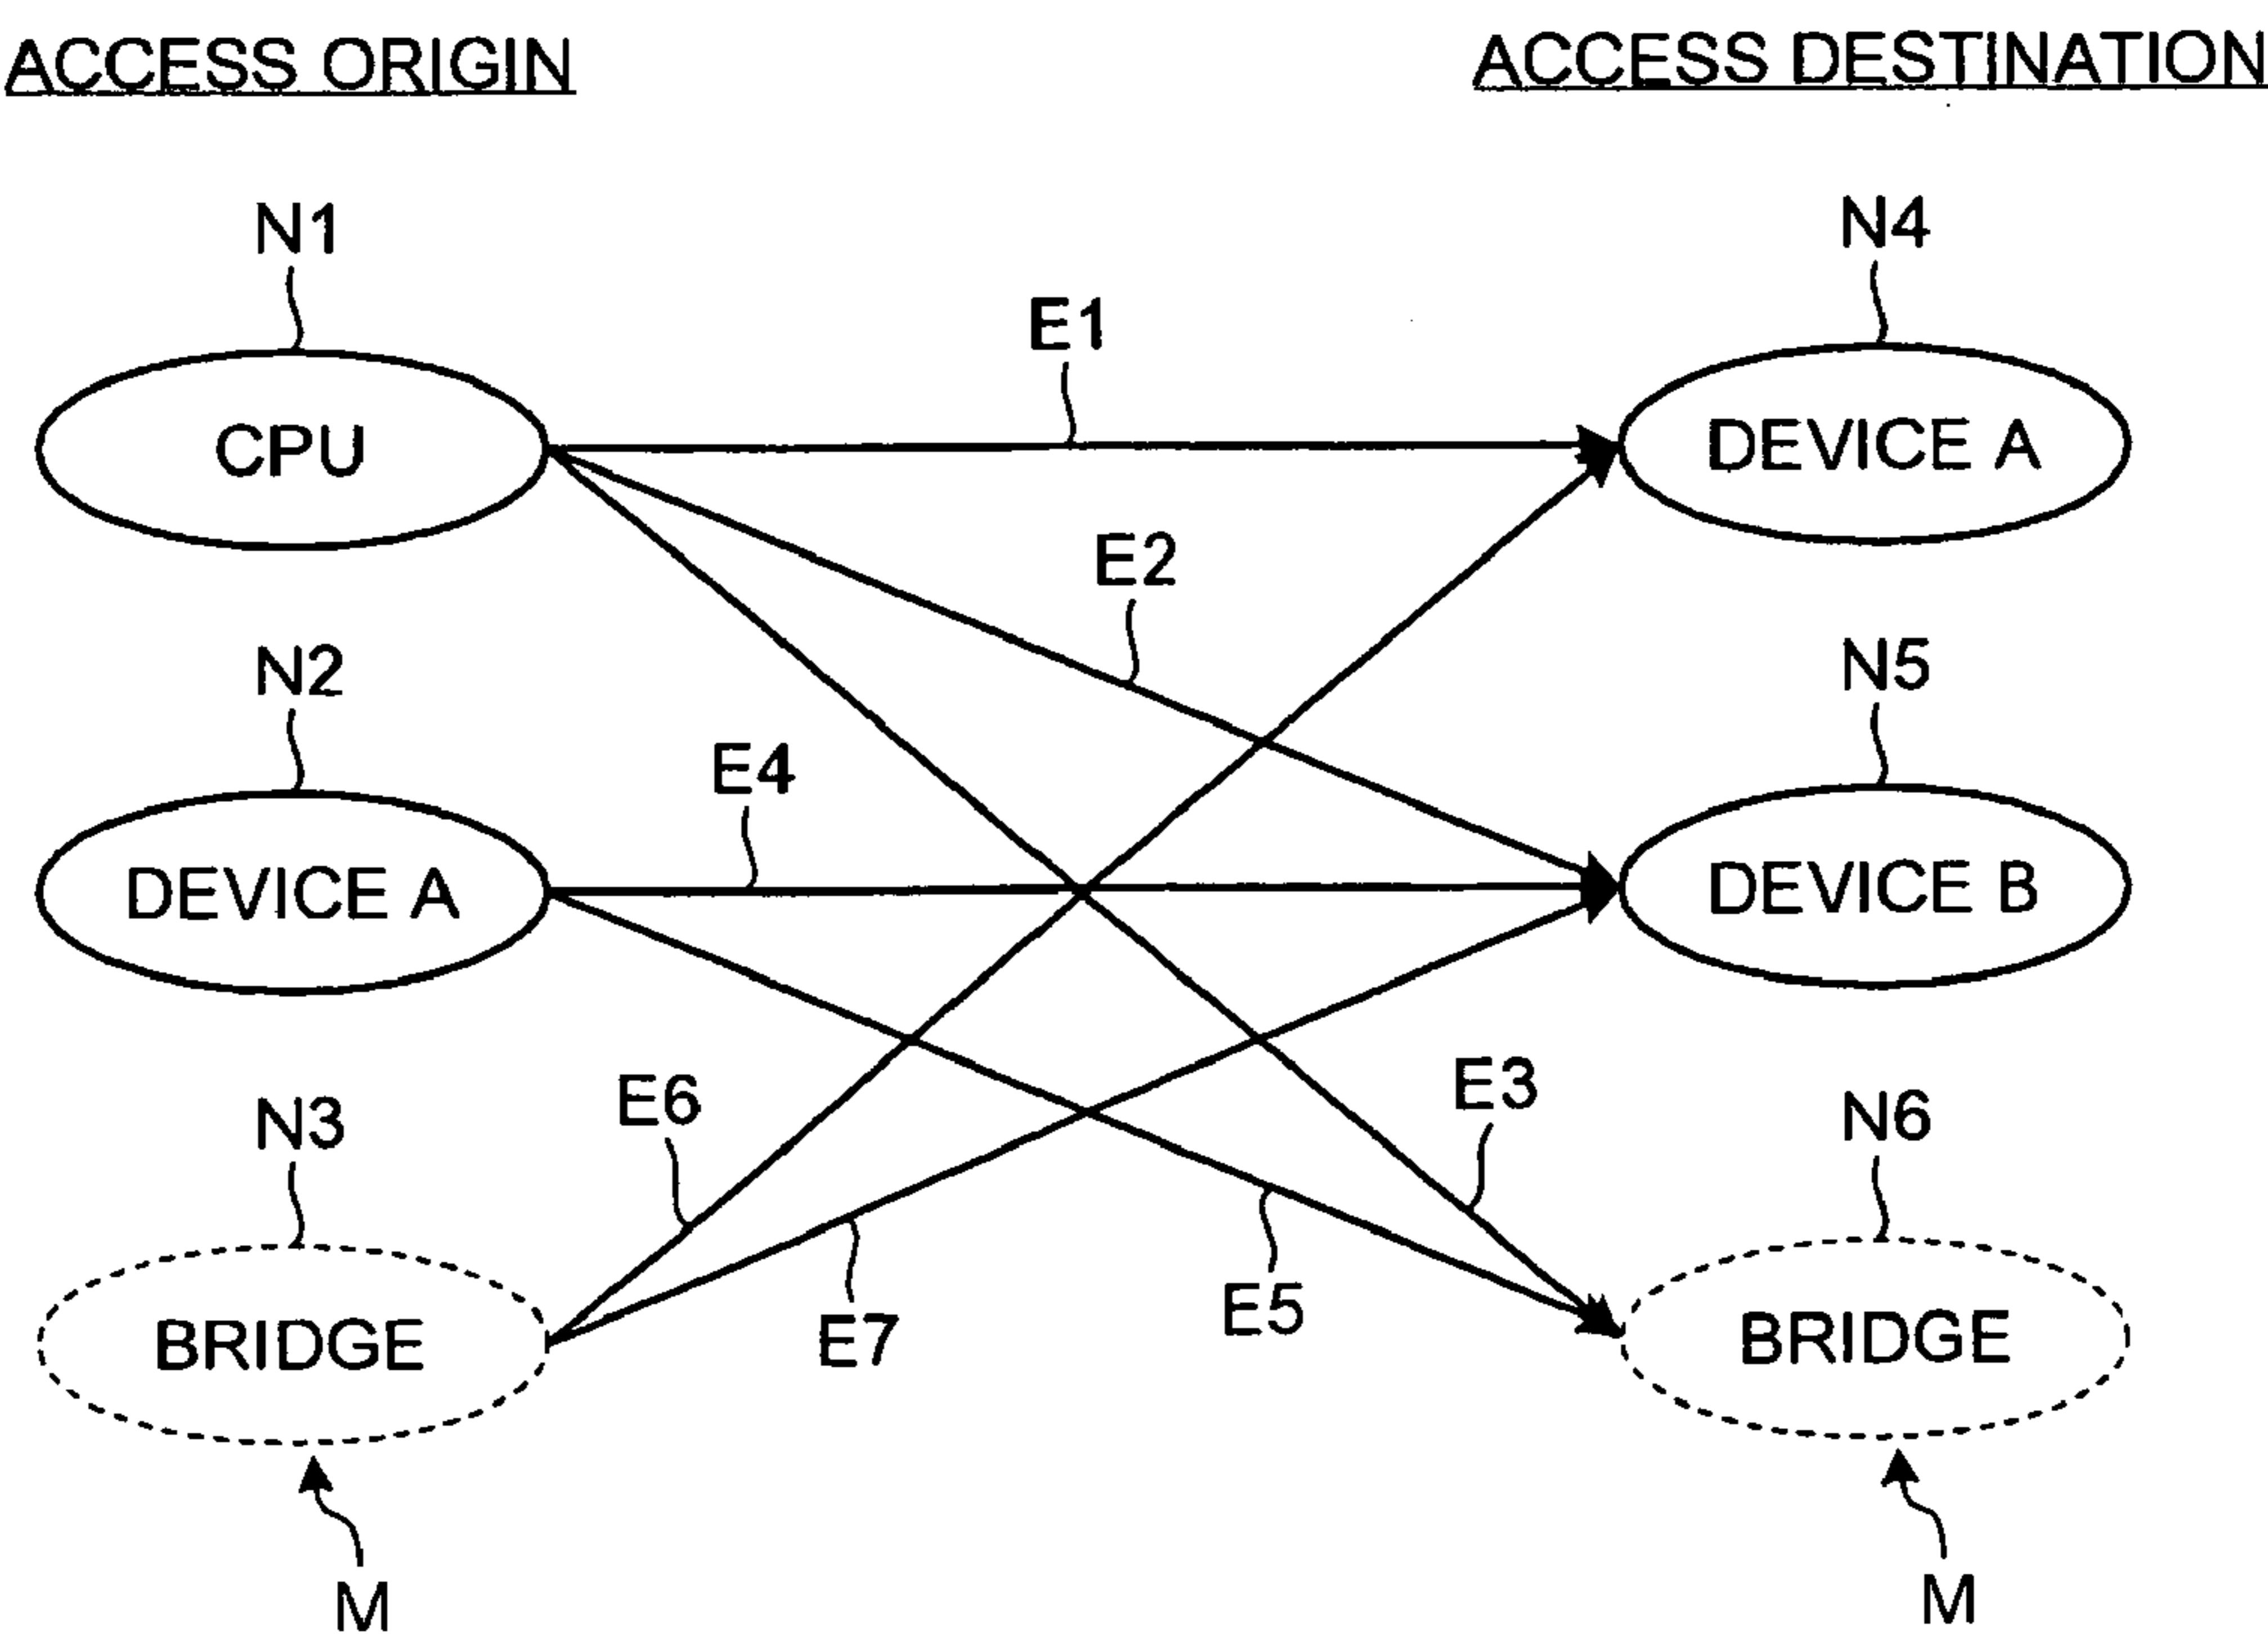 ACCESS ORIGIN
ACCESS DESTINATION
N1
N4
E1
CPU
DEVICE A
E2
N2
N5
E4
DEVICE A
DEVICE B
E6
E3
N3
N6
E7
E5
BRIDGE
BRIDGE
M
M